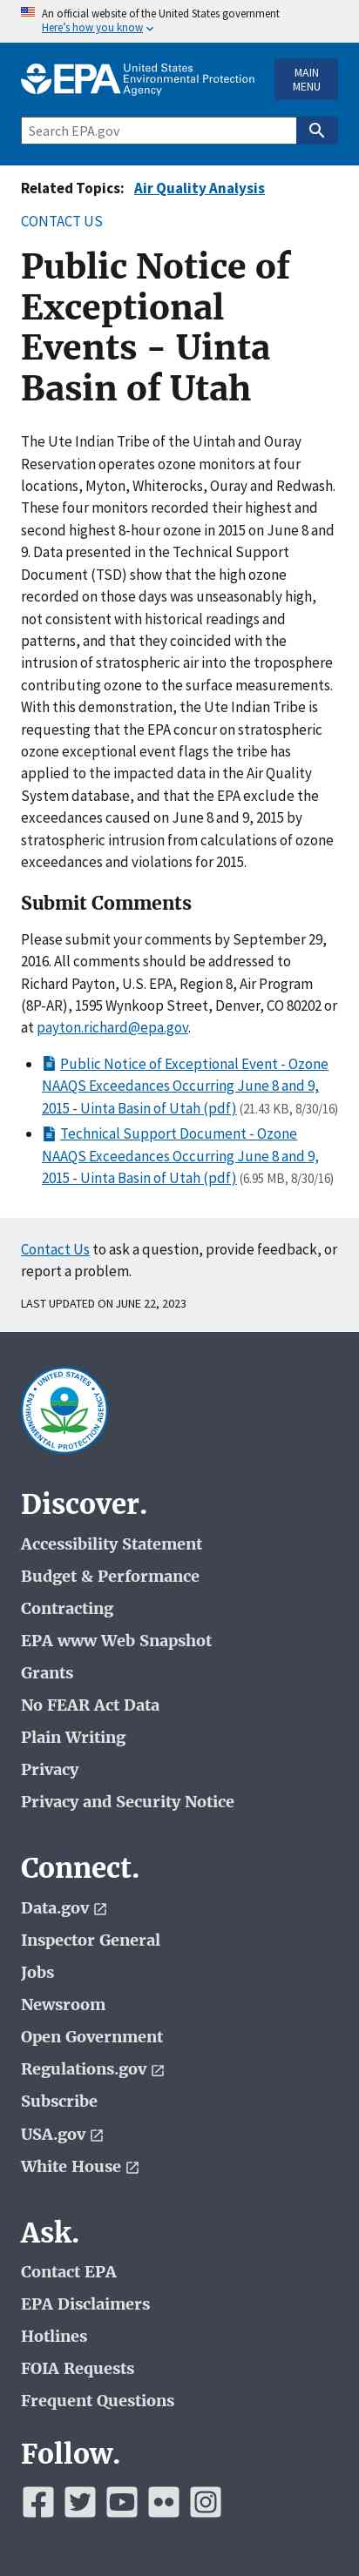 An official website of the United States government
Here's how you know
EPA United States
Environmental Protection
Agency
MAIN
MENU
Search EPA.gov
Related Topics: Air Quality Analysis
CONTACT US
Public Notice of
Exceptional
Events - Uinta
Basin of Utah
The Ute Indian Tribe of the Uintah and Ouray
Reservation operates ozone monitors at four
locations, Myton, Whiterocks, Ouray and Redwash.
These four monitors recorded their highest and
second highest 8-hour ozone in 2015 on June 8 and
9. Data presented in the Technical Support
Document (TSD) show that the high ozone
recorded on those days was unseasonably high,
not consistent with historical readings and
patterns, and that they coincided with the
intrusion of stratospheric air into the troposphere
contributing ozone to the surface measurements.
With this demonstration, the Ute Indian Tribe is
requesting that the EPA concur on stratospheric
ozone exceptional event flags the tribe has
applied to the impacted data in the Air Quality
System database, and that the EPA exclude the
exceedances caused on June 8 and 9, 2015 by
stratospheric intrusion from calculations of ozone
exceedances and violations for 2015.
Submit Comments
Please submit your comments by September 29,
2016. All comments should be addressed to
Richard Payton, U.S. EPA, Region 8, Air Program
(8P-AR), 1595 Wynkoop Street, Denver, CO 80202 or
at payton.richard@epa.gov.
Public Notice of Exceptional Event - Ozone
NAAQS Exceedances Occurring June 8 and 9,
2015 - Uinta Basin of Utah (pdf) (21.43 KB, 8/30/16)
Technical Support Document - Ozone
NAAQS Exceedances Occurring June 8 and 9,
2015 - Uinta Basin of Utah (pdf) (6.95 MB, 8/30/16)
Contact Us to ask a question, provide feedback, or
report a problem.
LAST UPDATED ON JUNE 22, 2023
UNITED STATES
ENVIRONMENTAL PROTECTION AGENCY
Discover.
Accessibility Statement
Budget & Performance
Contracting
EPA www Web Snapshot
Grants
No FEAR Act Data
Plain Writing
Privacy
Privacy and Security Notice
Connect.
Data.gov
Inspector General
Jobs
Newsroom
Open Government
Regulations.gov
Subscribe
USA.gov
White House
Ask.
Contact EPA
EPA Disclaimers
Hotlines
FOIA Requests
Frequent Questions
Follow.